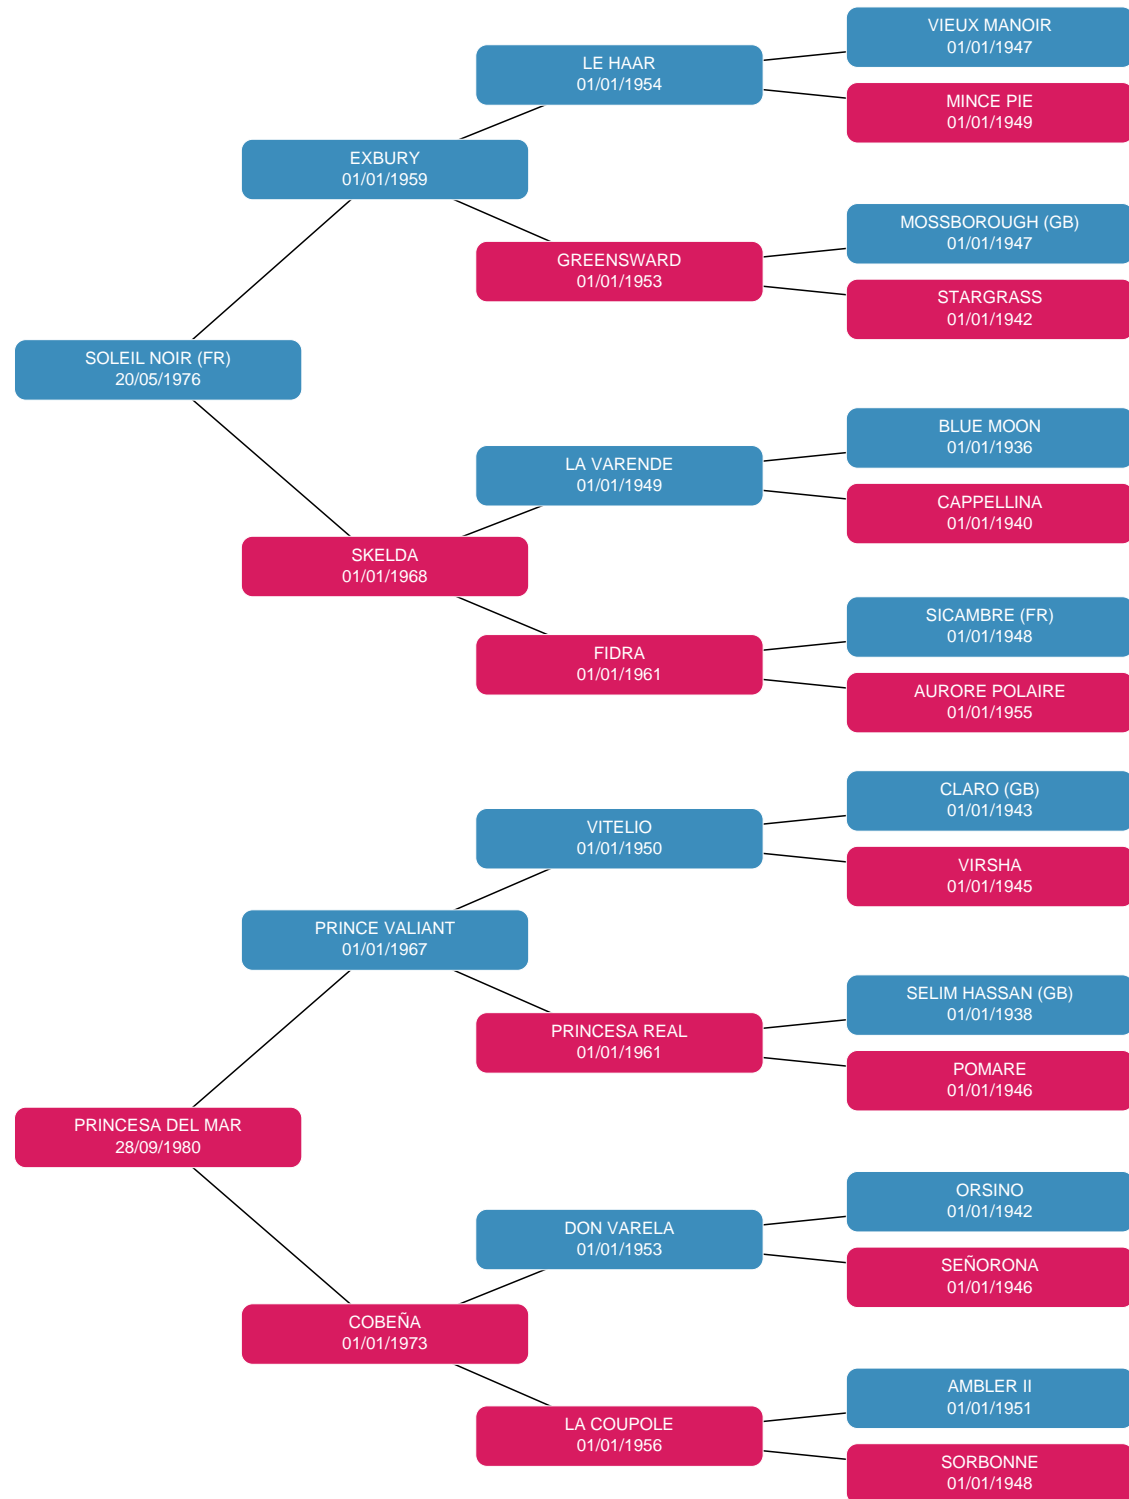 VIEUX MANOIR
01/01/1947
LE HAAR
01/01/1954
MINCE PIE
01/01/1949
EXBURY
01/01/1959
MOSSBOROUGH (GB)
01/01/1947
GREENSWARD
01/01/1953
STARGRASS
01/01/1942
SOLEIL NOIR (FR)
20/05/1976
BLUE MOON
01/01/1936
LA VARENDE
01/01/1949
CAPPELLINA
01/01/1940
SKELDA
01/01/1968
SICAMBRE (FR)
01/01/1948
FIDRA
01/01/1961
AURORE POLAIRE
01/01/1955
CLARO (GB)
01/01/1943
VITELIO
01/01/1950
VIRSHA
01/01/1945
PRINCE VALIANT
01/01/1967
SELIM HASSAN (GB)
01/01/1938
PRINCESA REAL
01/01/1961
POMARE
01/01/1946
PRINCESA DEL MAR
28/09/1980
ORSINO
01/01/1942
DON VARELA
01/01/1953
SEÑORONA
01/01/1946
COBEÑA
01/01/1973
AMBLER II
01/01/1951
LA COUPOLE
01/01/1956
SORBONNE
01/01/1948